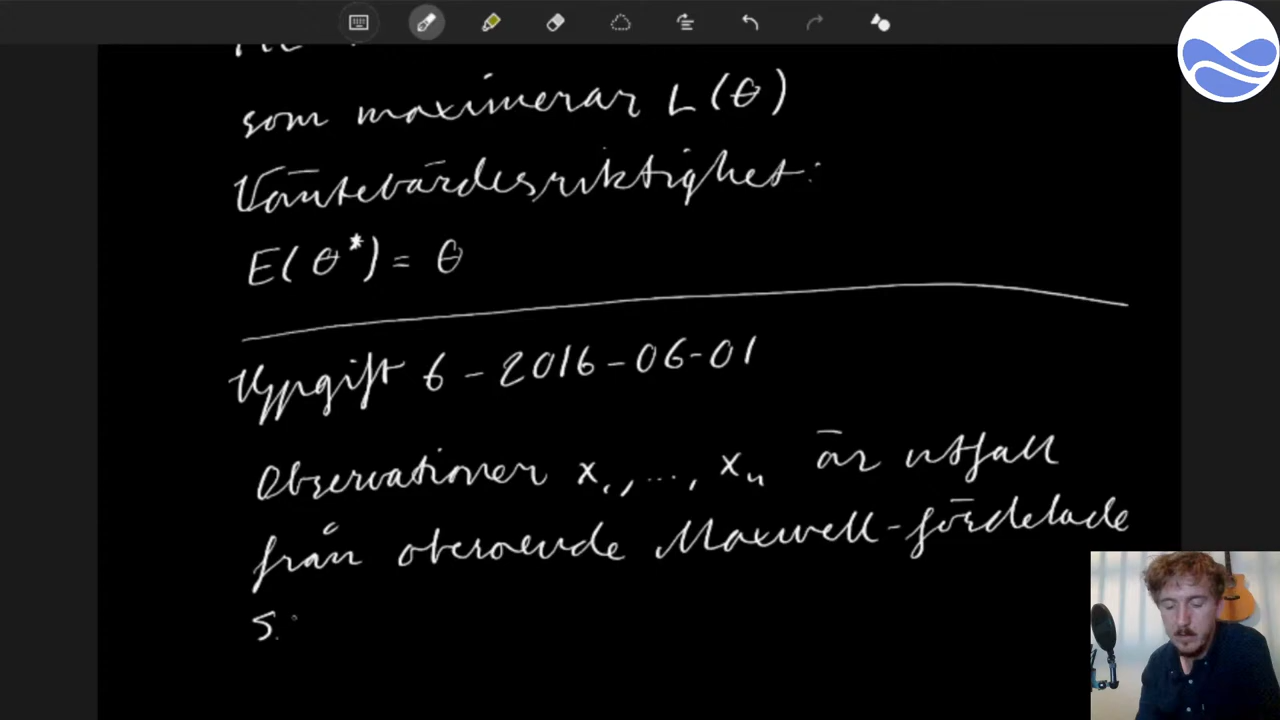 som maximerar L(θ)
Väntevärdesriktighet:
E(θ*) = θ
Uppgift 6 - 2016-06-01
Observationer x₁,..., xₙ är utfall
från oberoende Maxwell-fördelade
s.